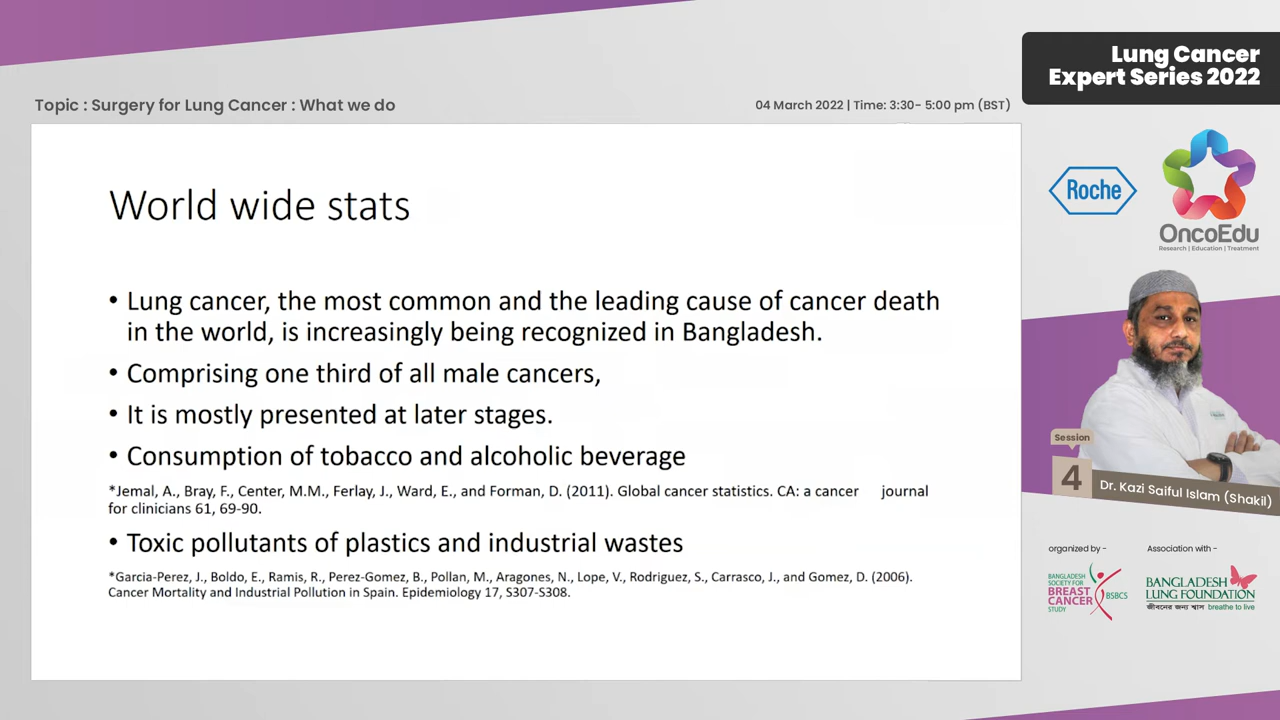 Lung Cancer
Expert Series 2022
Topic : Surgery for Lung Cancer : What we do
04 March 2022 | Time: 3:30- 5:00 pm (BST)
World wide stats
• Lung cancer, the most common and the leading cause of cancer death
in the world, is increasingly being recognized in Bangladesh.
• Comprising one third of all male cancers,
• It is mostly presented at later stages.
• Consumption of tobacco and alcoholic beverage
*Jemal, A., Bray, F., Center, M.M., Ferlay, J., Ward, E., and Forman, D. (2011). Global cancer statistics. CA: a cancer journal
for clinicians 61, 69-90.
• Toxic pollutants of plastics and industrial wastes
*Garcia-Perez, J., Boldo, E., Ramis, R., Perez-Gomez, B., Pollan, M., Aragones, N., Lope, V., Rodriguez, S., Carrasco, J., and Gomez, D. (2006).
Cancer Mortality and Industrial Pollution in Spain. Epidemiology 17, S307-S308.
Roche
OncoEdu
Research | Education | Treatment
Session
4
Dr. Kazi Saiful Islam (Shakil)
organized by -
Association with -
BANGLADESH
SOCIETY FOR
BREAST
CANCER
STUDY
BSBCS
BANGLADESH
LUNG FOUNDATION
জীবনের জন্য শ্বাস breathe to live